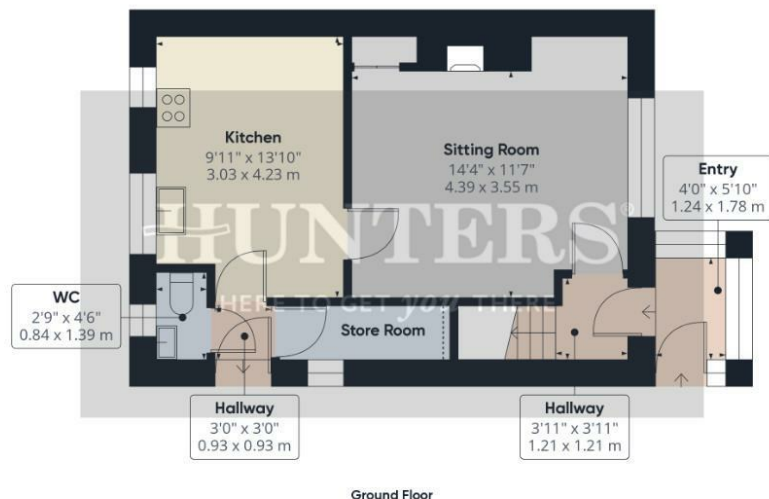 Kitchen
9'11" x 13'10"
3.03 x 4.23 m
Sitting Room
14'4" x 11'7"
4.39 x 3.55 m
Entry
4'0" x 5'10"
1.24 x 1.78 m
HUNTERS®
HERE TO GET you THERE
WC
2'9" x 4'6"
0.84 x 1.39 m
Store Room
Hallway
3'0" x 3'0"
0.93 x 0.93 m
Hallway
3'11" x 3'11"
1.21 x 1.21 m
Ground Floor